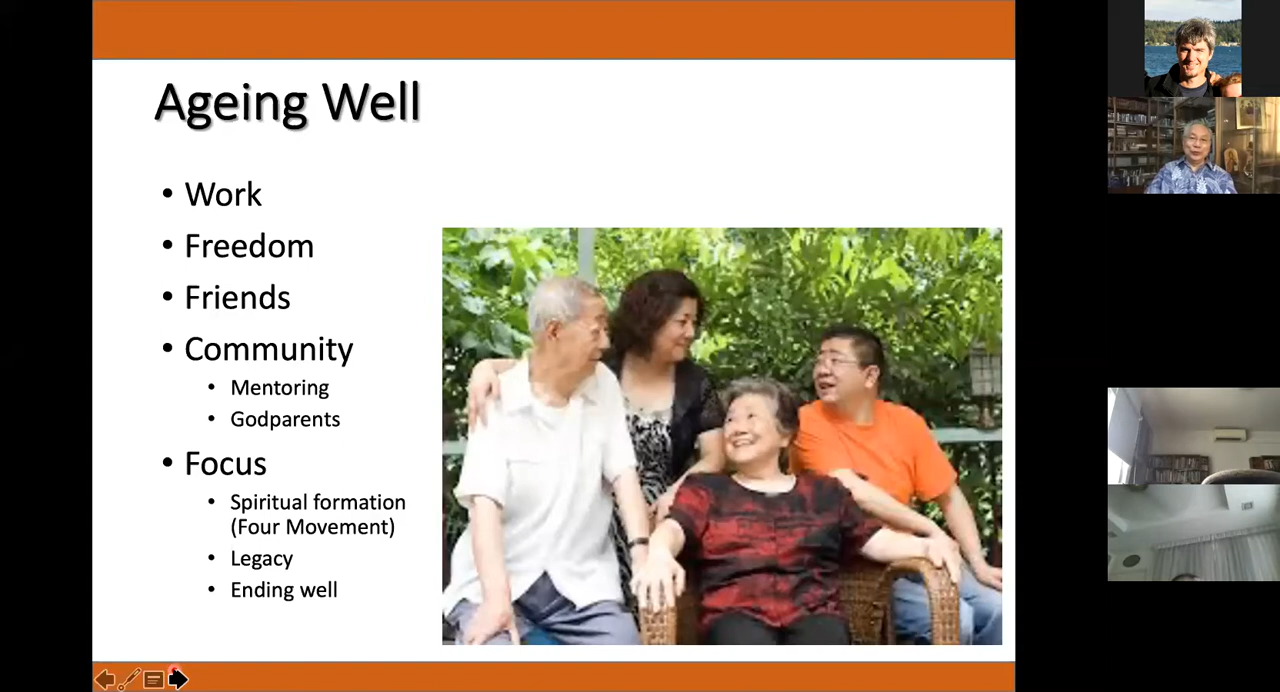 Ageing Well
• Work
• Freedom
• Friends
• Community
• Mentoring
• Godparents
• Focus
• Spiritual formation
(Four Movement)
• Legacy
• Ending well